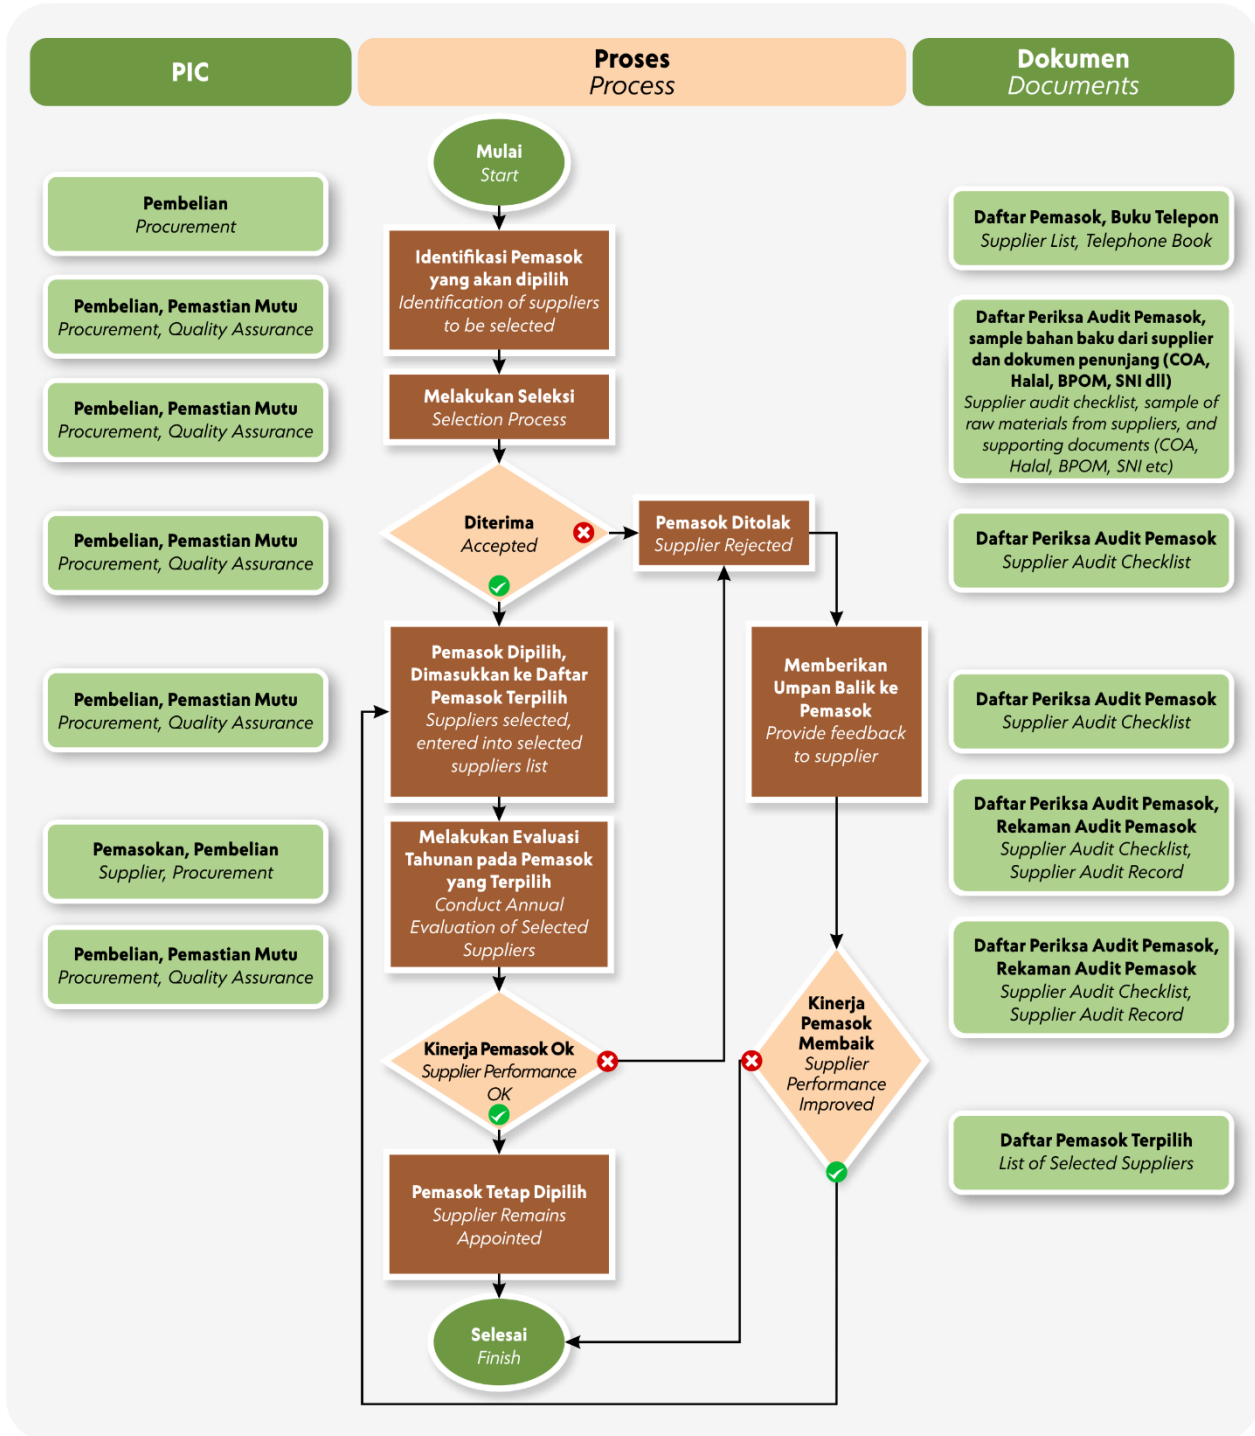 PIC
Proses
Process
Dokumen
Documents
Pembelian
Procurement
Pembelian, Pemastian Mutu
Procurement, Quality Assurance
Pembelian, Pemastian Mutu
Procurement, Quality Assurance
Pembelian, Pemastian Mutu
Procurement, Quality Assurance
Pembelian, Pemastian Mutu
Procurement, Quality Assurance
Pemasokan, Pembelian
Supplier, Procurement
Pembelian, Pemastian Mutu
Procurement, Quality Assurance
Mulai
Start
Identifikasi Pemasok
yang akan dipilih
Identification of suppliers
to be selected
Melakukan Seleksi
Selection Process
Diterima
Accepted
Pemasok Ditolak
Supplier Rejected
Pemasok Dipilih,
Dimasukkan ke Daftar
Pemasok Terpilih
Suppliers selected,
entered into selected
suppliers list
Memberikan
Umpan Balik ke
Pemasok
Provide feedback
to supplier
Melakukan Evaluasi
Tahunan pada Pemasok
yang Terpilih
Conduct Annual
Evaluation of Selected
Suppliers
Kinerja Pemasok Ok
Supplier Performance
OK
Kinerja
Pemasok
Membaik
Supplier
Performance
Improved
Pemasok Tetap Dipilih
Supplier Remains
Appointed
Selesai
Finish
Daftar Pemasok, Buku Telepon
Supplier List, Telephone Book
Daftar Periksa Audit Pemasok,
sample bahan baku dari supplier
dan dokumen penunjang (COA,
Halal, BPOM, SNI dll)
Supplier audit checklist, sample of
raw materials from suppliers, and
supporting documents (COA,
Halal, BPOM, SNI etc)
Daftar Periksa Audit Pemasok
Supplier Audit Checklist
Daftar Periksa Audit Pemasok
Supplier Audit Checklist
Daftar Periksa Audit Pemasok,
Rekaman Audit Pemasok
Supplier Audit Checklist,
Supplier Audit Record
Daftar Periksa Audit Pemasok,
Rekaman Audit Pemasok
Supplier Audit Checklist,
Supplier Audit Record
Daftar Pemasok Terpilih
List of Selected Suppliers